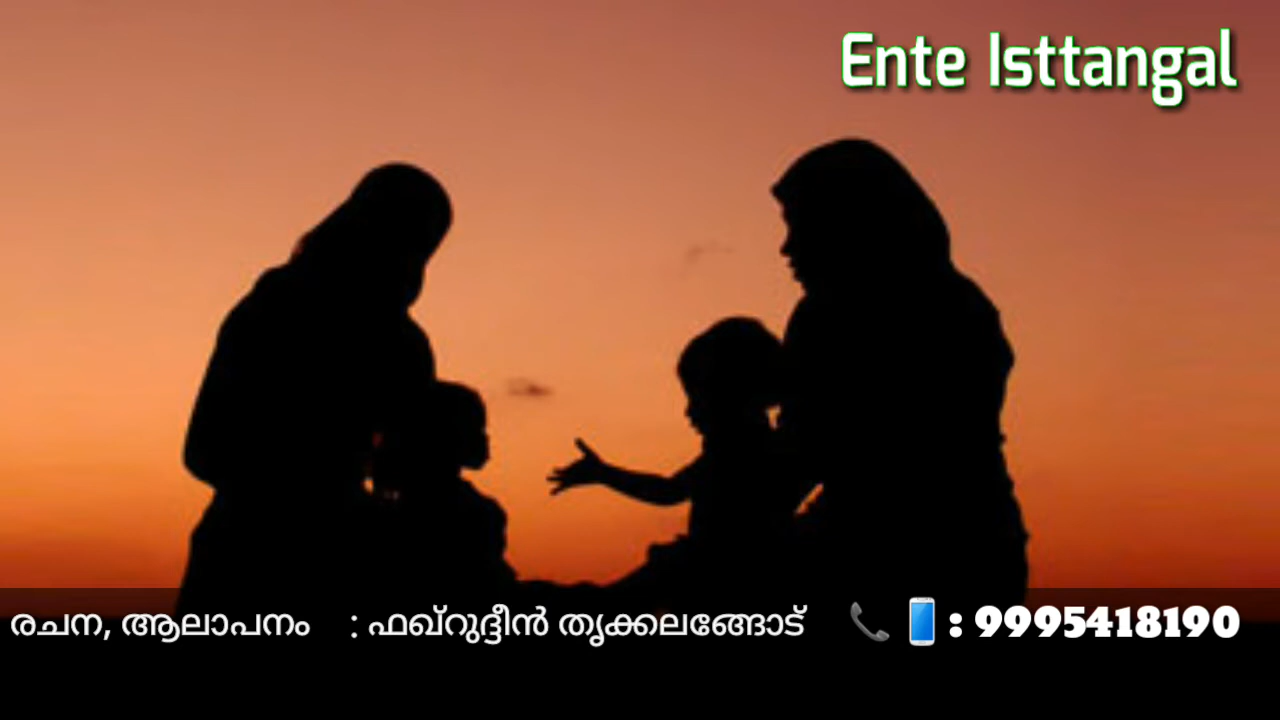 Ente Isttangal
രചന, ആലാപനം : ഫഖ്റുദ്ദീൻ തൃക്കലങ്ങോട് 📞 📱 : 9995418190